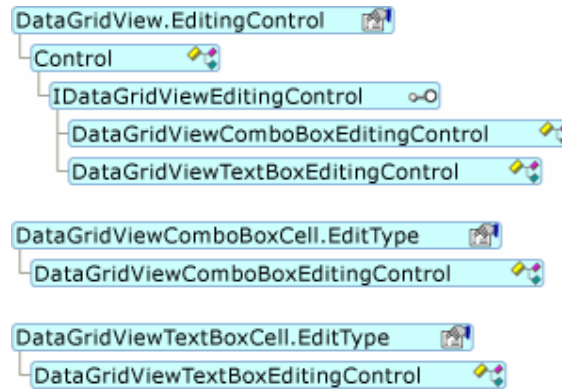 DataGridView.EditingControl
Control
IDataGridViewEditingControl
DataGridViewComboBoxEditingControl
DataGridViewTextBoxEditingControl
DataGridViewComboBoxCell.EditType
DataGridViewComboBoxEditingControl
DataGridViewTextBoxCell.EditType
DataGridViewTextBoxEditingControl